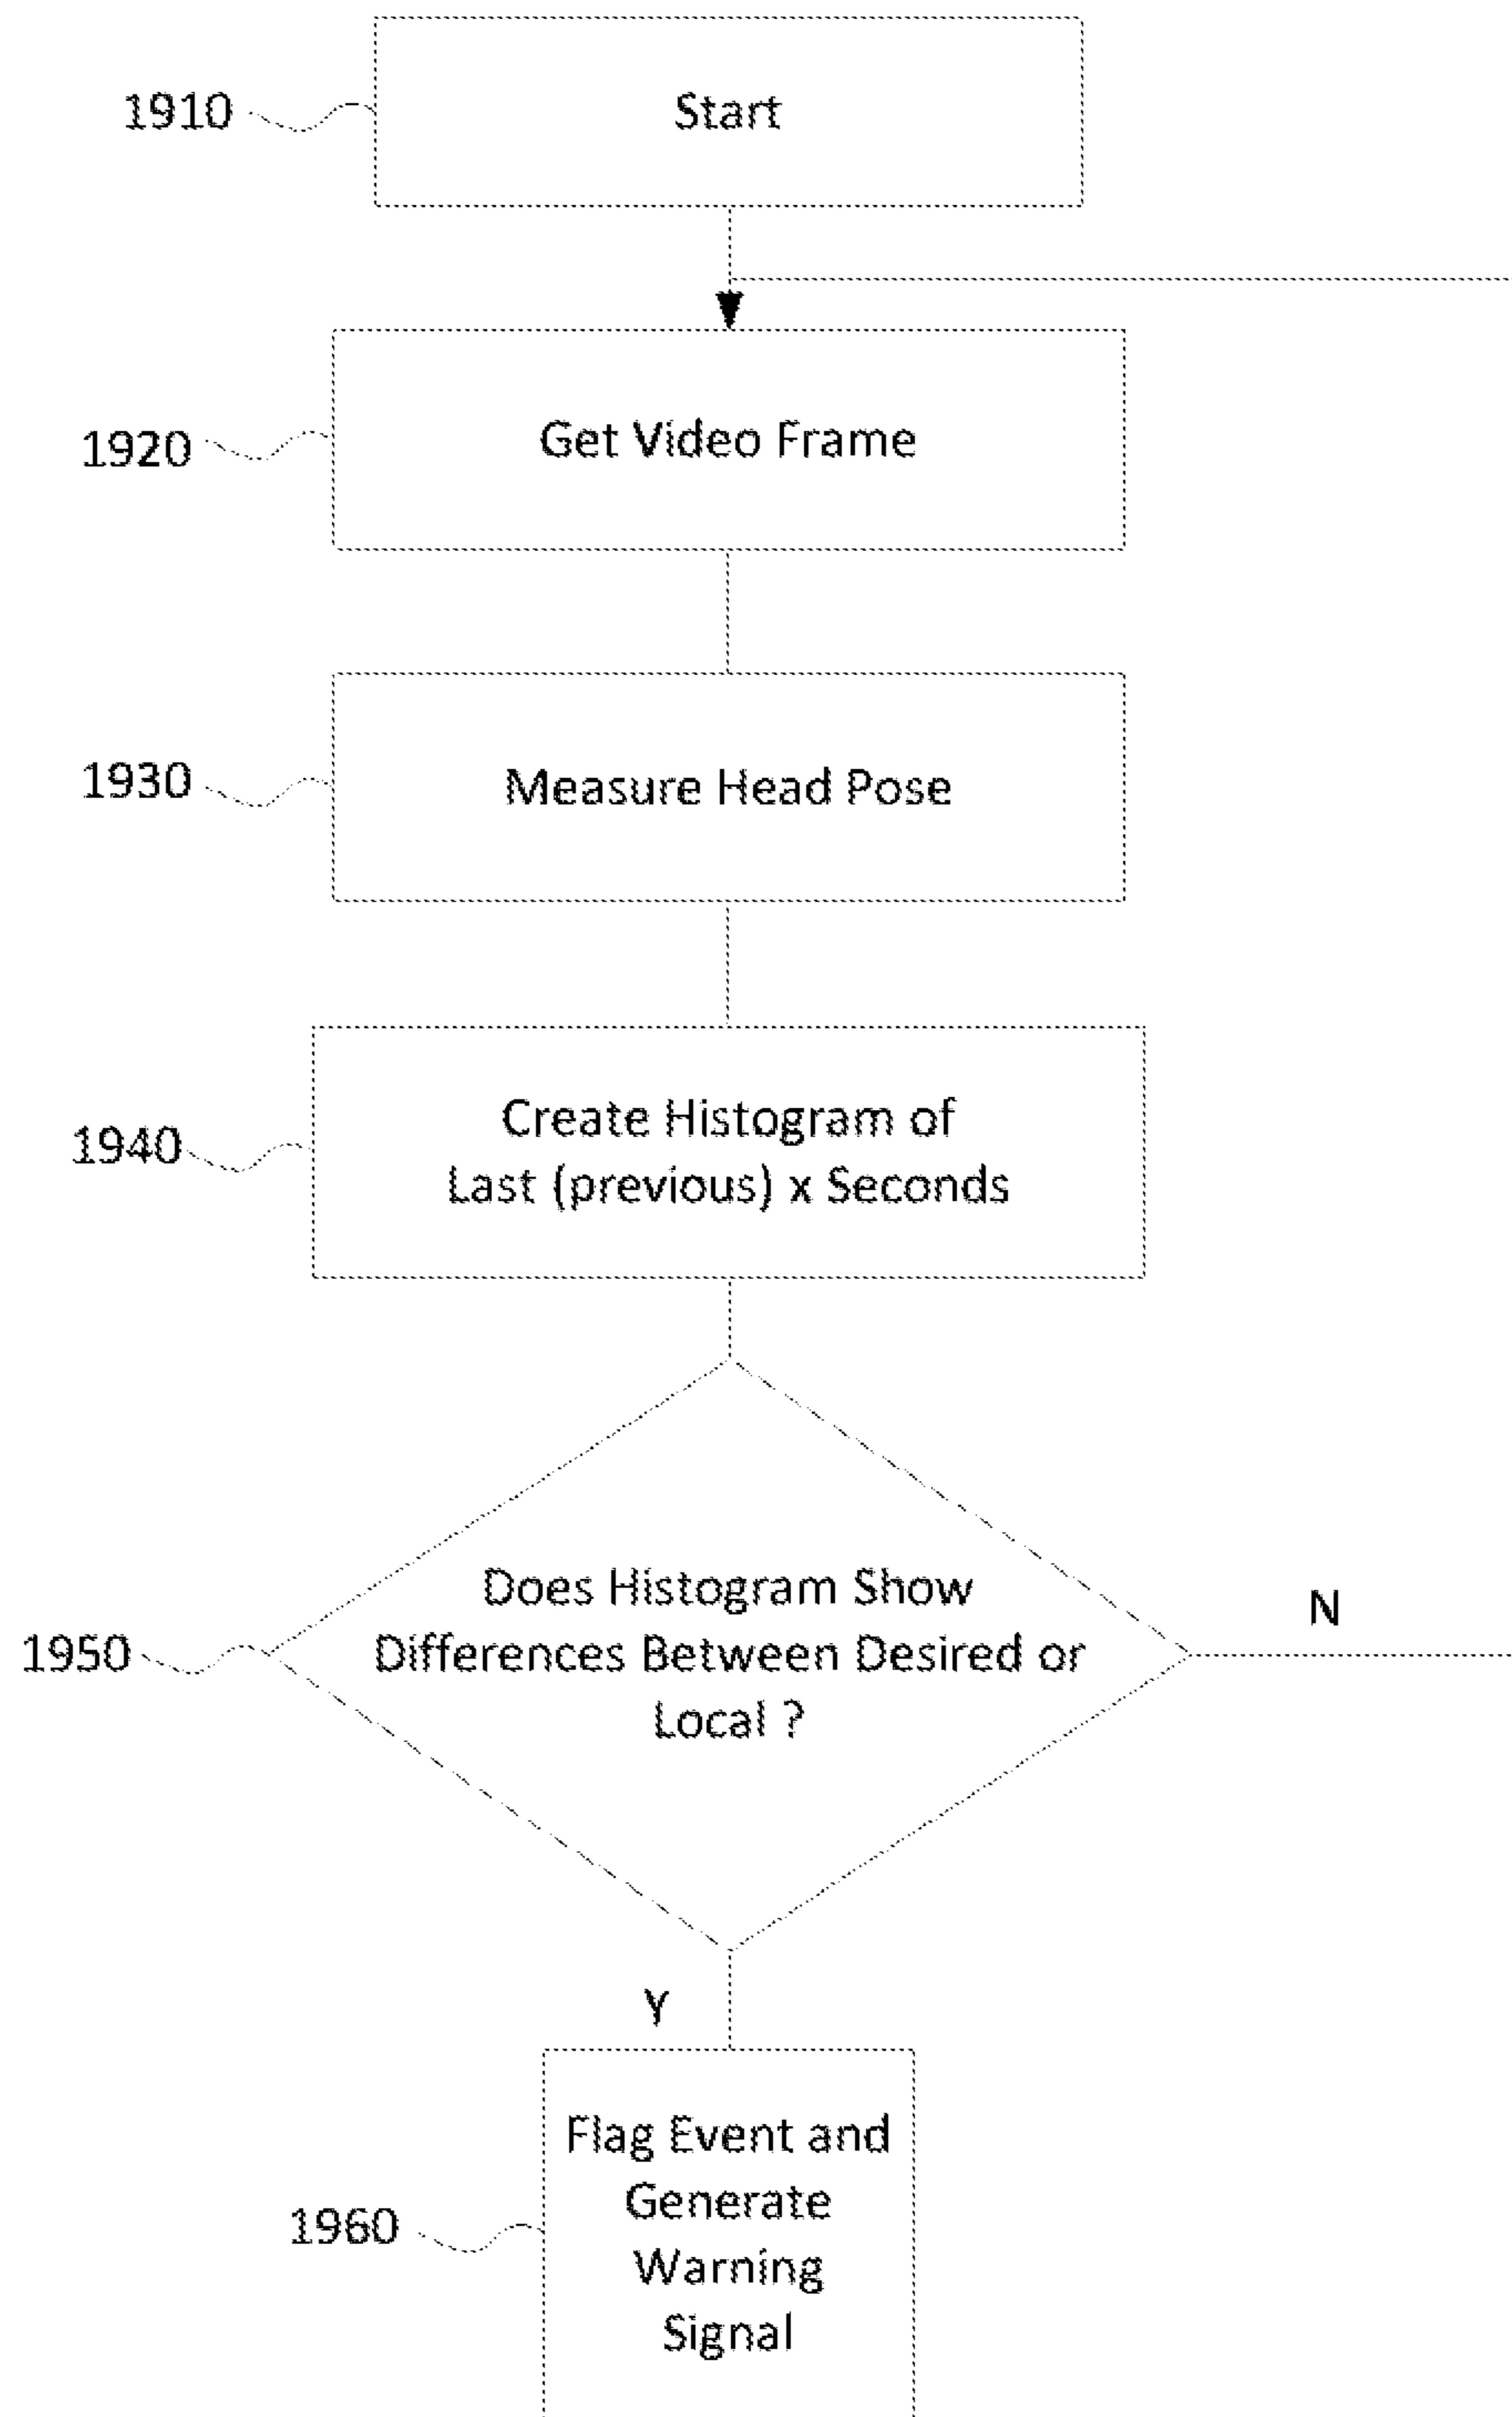 1910
Start
1920
Get Video Frame
1930
Measure Head Pose
1940
Create Histogram of
Last (previous) x Seconds
1950
Does Histogram Show
Differences Between Desired or
Local ?
N
Y
1960
Flag Event and
Generate
Warning
Signal